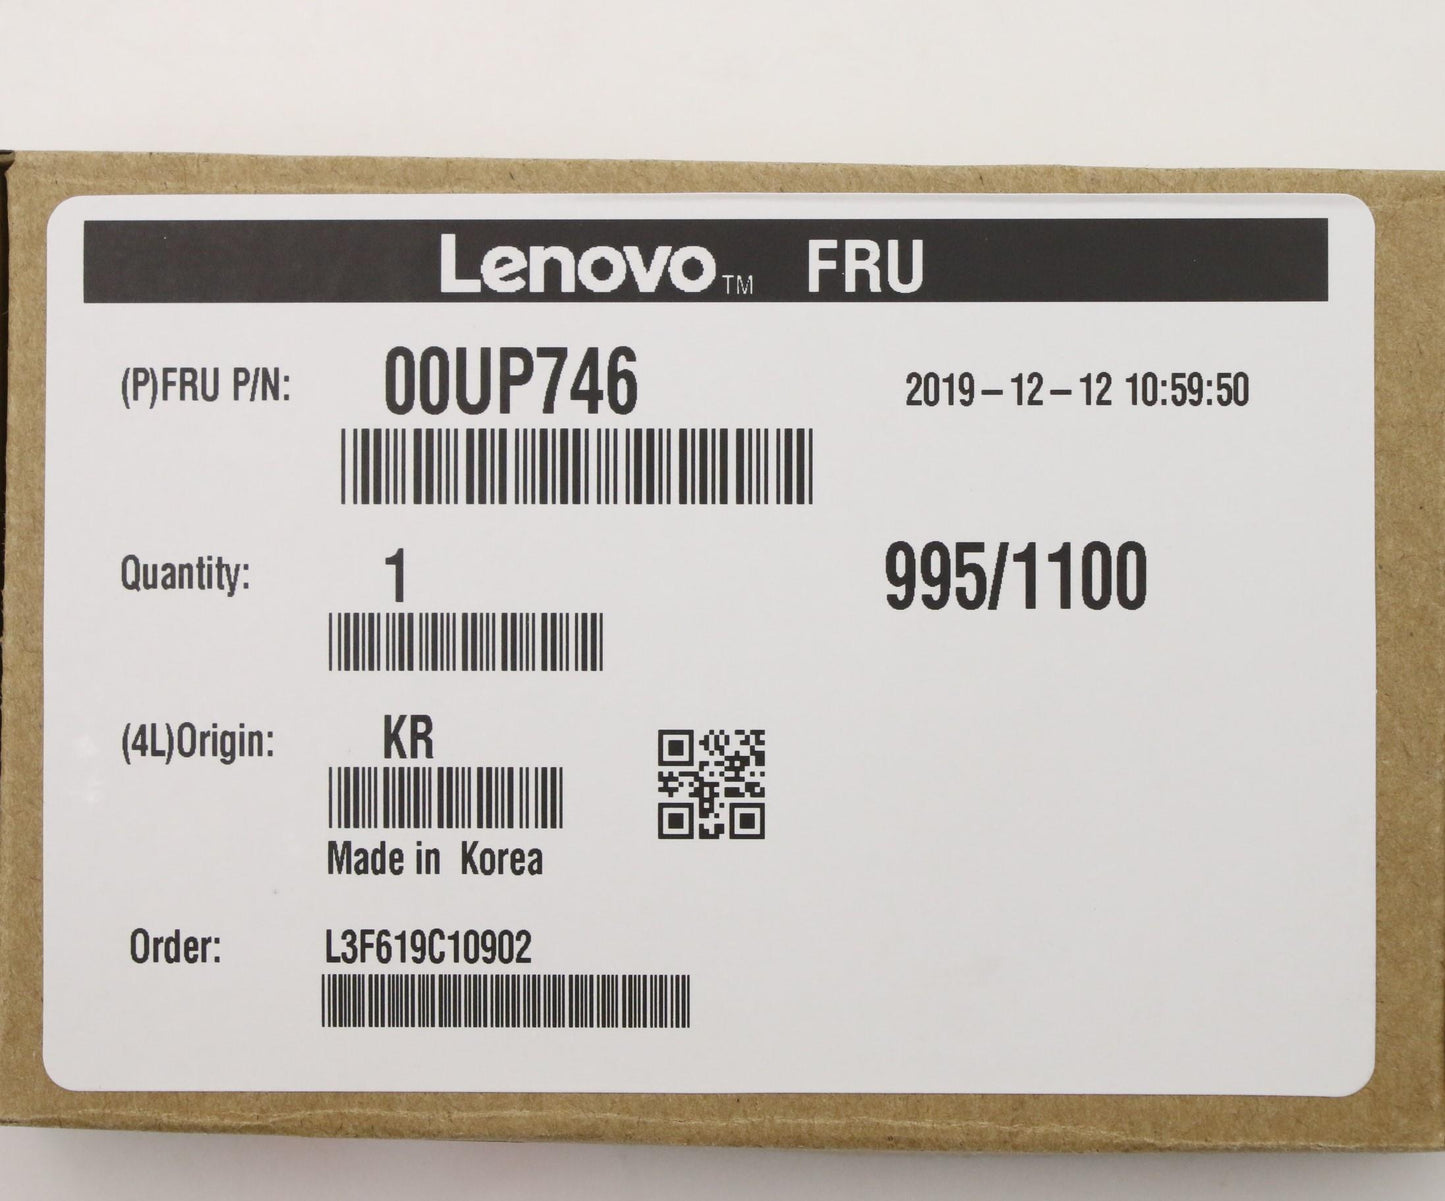 Lenovo™ FRU
(P)FRU P/N: 00UP746 2019-12-12 10:59:50
Quantity: 1 995/1100
(4L)Origin: KR
Made in Korea
Order: L3F619C10902